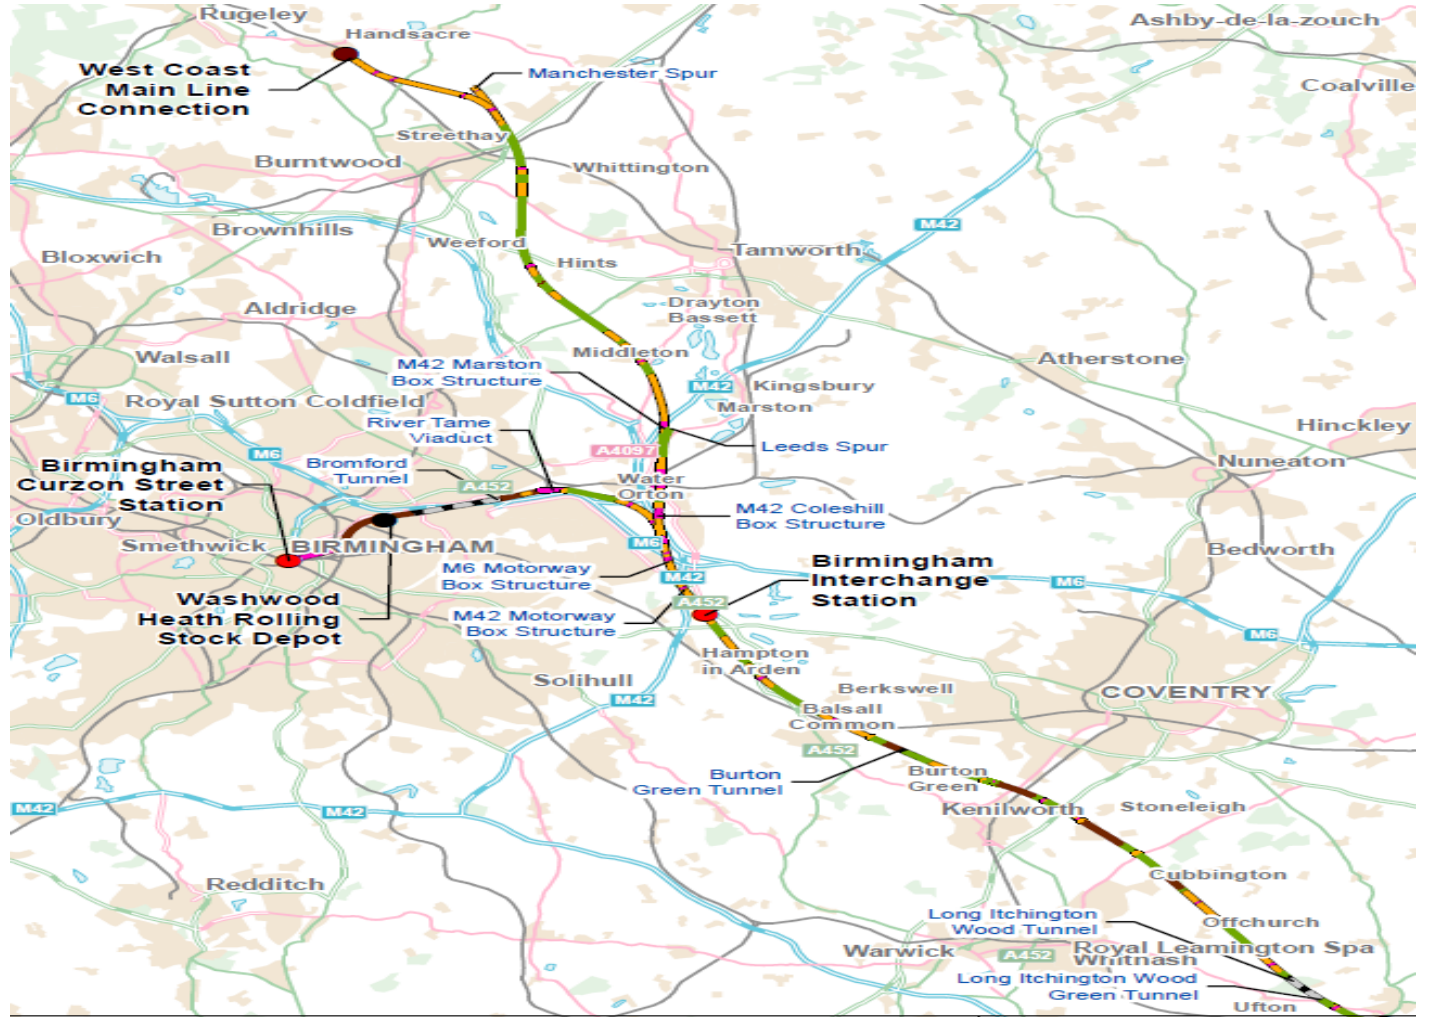 Rugeley
Handsacre
Ashby-de-la-zouch
West Coast
Main Line
Connection
Manchester Spur
Coalville
Streethay
Burntwood
Whittington
Brownhills
M42
Weeford
Tamworth
Bloxwich
Hints
Aldridge
Drayton
Bassett
Walsall
Middleton
Atherstone
M42 Marston
Box Structure
M42
Kingsbury
M6
Royal Sutton Coldfield
Marston
River Tame
Viaduct
Hinckley
M6
A4097
Leeds Spur
Birmingham
Curzon Street
Station
Bromford
Tunnel
A452
Water
Orton
Nuneaton
Oldbury
M42 Coleshill
Box Structure
Smethwick
BIRMINGHAM
M6
Bedworth
M6 Motorway
Box Structure
M42
Birmingham
Interchange
Station
M6
Washwood
Heath Rolling
Stock Depot
A452
M42 Motorway
Box Structure
M6
Hampton
in Arden
Solihull
M42
Berkswell
COVENTRY
Balsall
Common
A452
Burton
Green Tunnel
Burton
Green
M42
M42
Kenilworth
Stoneleigh
Redditch
Cubbington
Long Itchington
Wood Tunnel
Offchurch
Warwick
A452
Royal Leamington Spa
Whitnash
Long Itchington Wood
Green Tunnel
Ufton